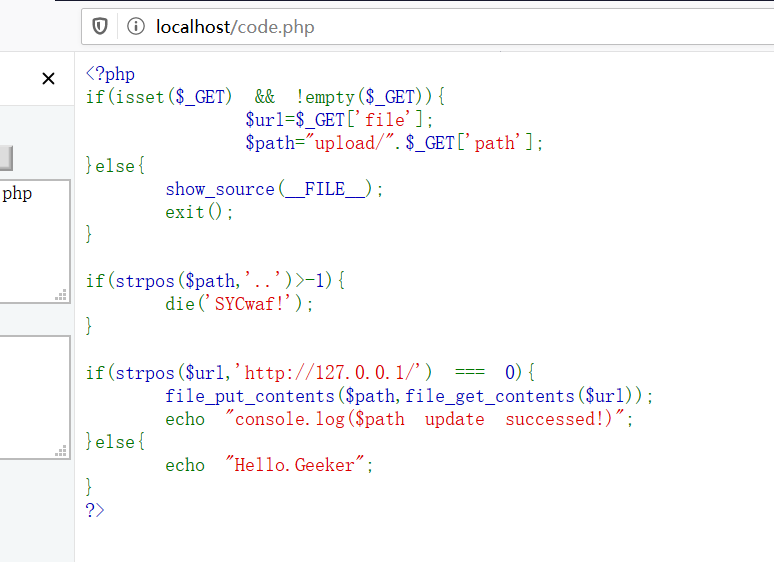 localhost/code.php
php
<?php
if(isset($_GET) && !empty($_GET)){
$url=$_GET['file'];
$path="upload/".$_GET['path'];
}else{
show_source(__FILE__);
exit();
}
if(strpos($path,'..')>-1){
die('SYCwaf!');
}
if(strpos($url,'http://127.0.0.1/') === 0){
file_put_contents($path,file_get_contents($url));
echo "console.log($path update successed!)";
}else{
echo "Hello.Geeker";
}
?>